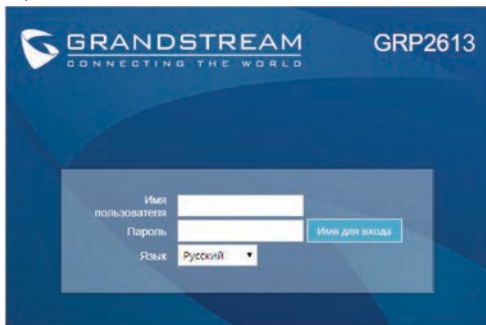 GRANDSTREAM
CONNECTING THE WORLD
GRP2613
Имя
пользователя
Пароль
Имя для входа
Язык
Русский